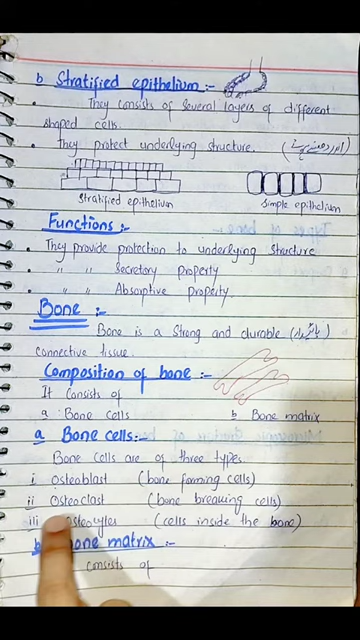 b Stratified epithelium :-
They consists of several layers of different
shaped cells.
They protect underlying structure.
Stratified epithelium
Simple epithelium
Functions :-
They provide protection to underlying structure
" " Secretory property
" " Absorptive property.
Bone :-
Bone is a strong and durable (پائیدار)
connective tissue.
Composition of bone :-
It consists of
a Bone cells b Bone matrix
a Bone cells :-
Bone cells are of three types
i Osteoblast (bone forming cells)
ii Osteoclast (bone breaking cells)
iii Osteocytes (cells inside the bone)
b Bone matrix :-
consists of